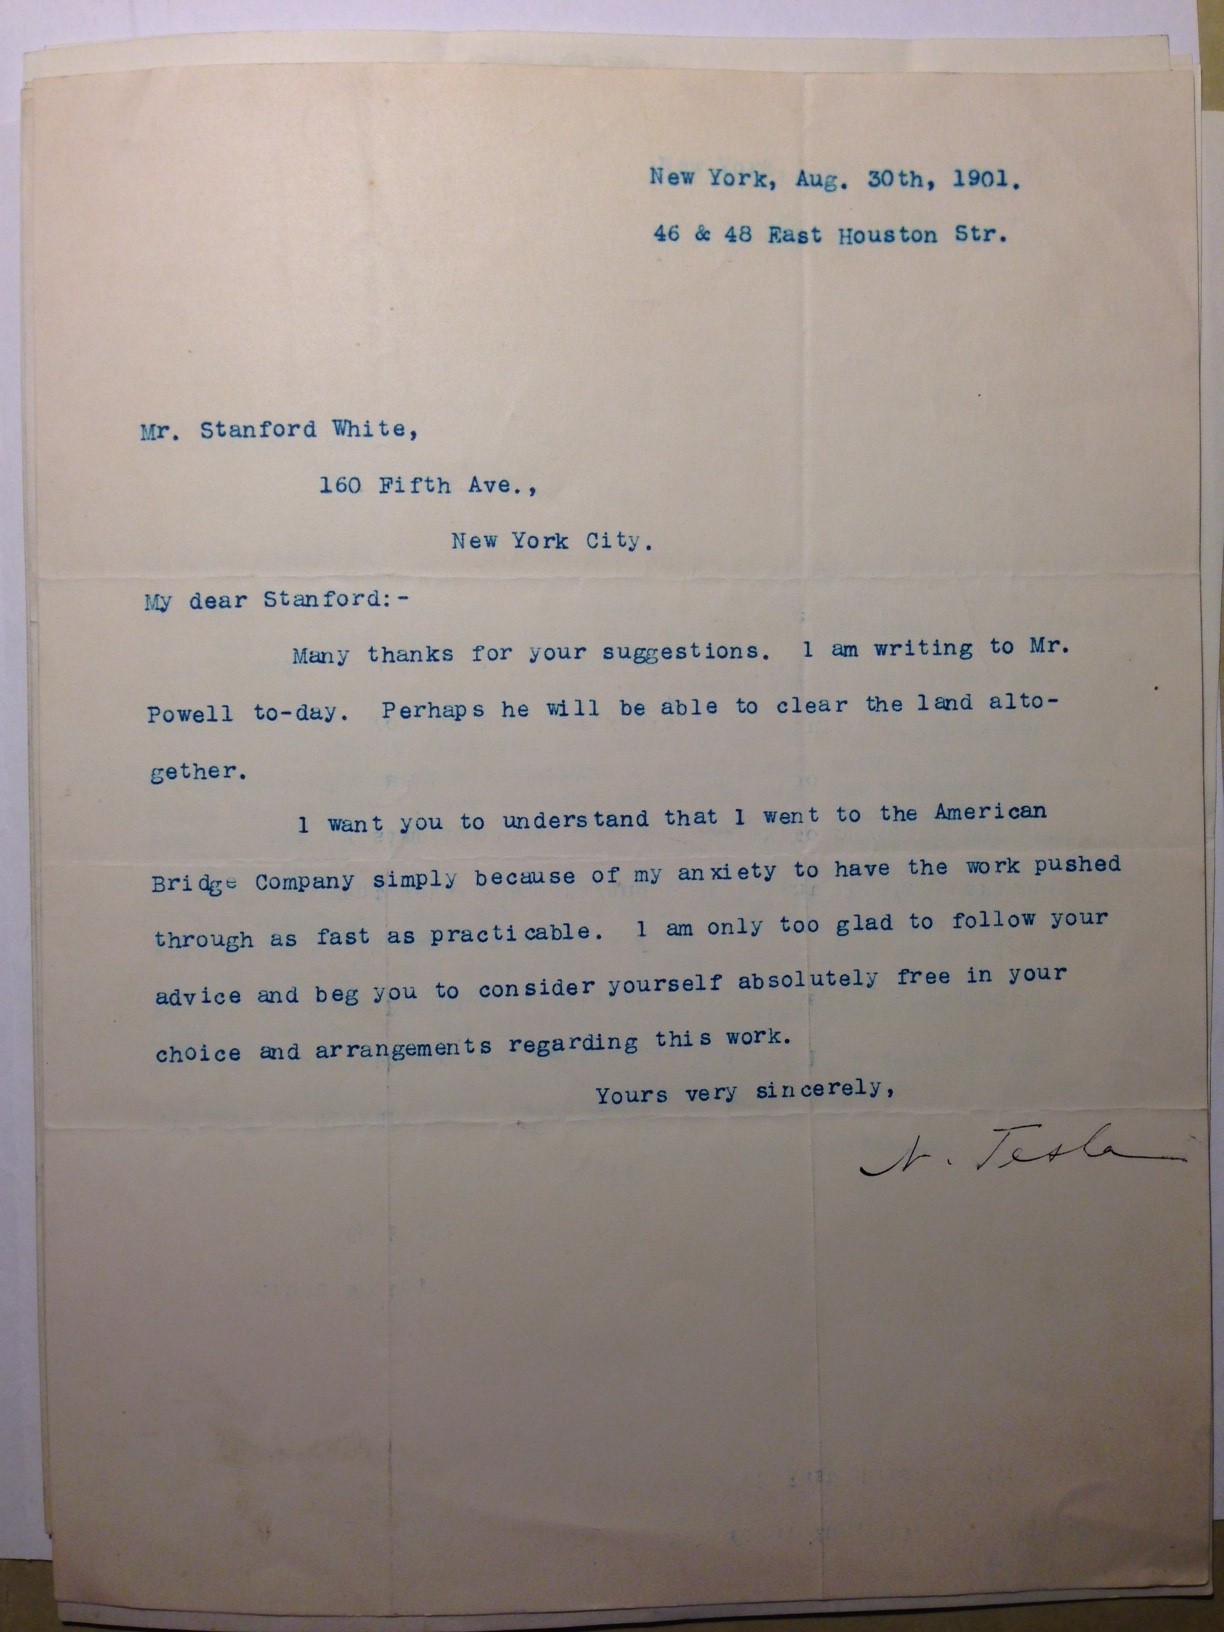 New York, Aug. 30th, 1901.
46 & 48 East Houston Str.
Mr. Stanford White,
160 Fifth Ave.,
New York City.
My dear Stanford:-
Many thanks for your suggestions. I am writing to Mr.
Powell to-day. Perhaps he will be able to clear the land alto-
gether.
I want you to understand that I went to the American
Bridge Company simply because of my anxiety to have the work pushed
through as fast as practicable. I am only too glad to follow your
advice and beg you to consider yourself absolutely free in your
choice and arrangements regarding this work.
Yours very sincerely,
N. Tesla